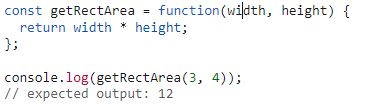 const getRectArea = function(width, height) {
  return width * height;
};

console.log(getRectArea(3, 4));
// expected output: 12